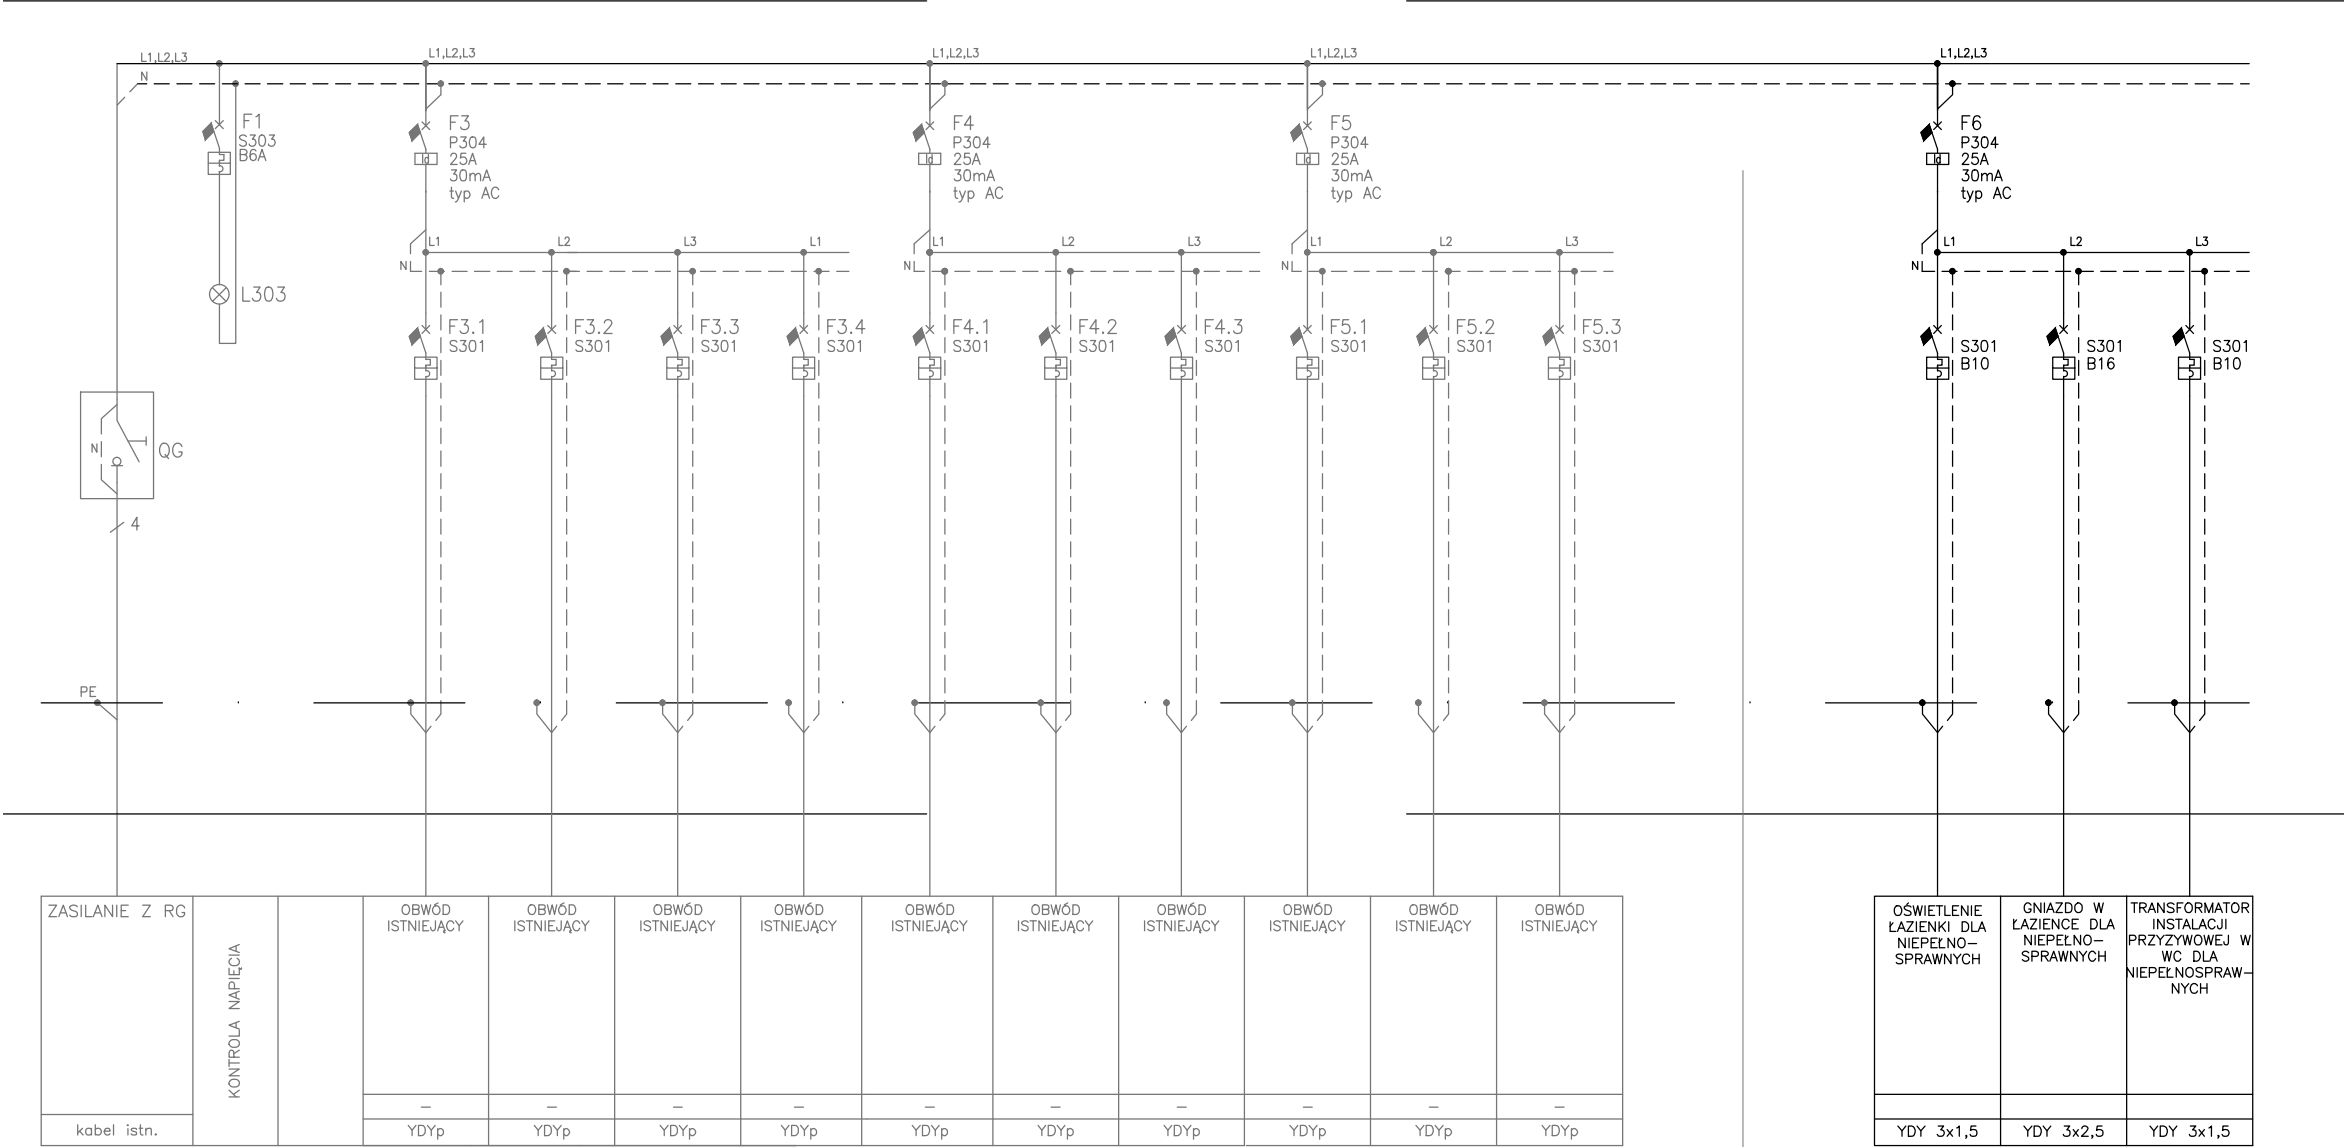 L1,L2,L3
L1,L2,L3
L1,L2,L3
L1,L2,L3
L1,L2,L3
N
F1
S303
B6A
F3
P304
25A
30mA
typ AC
F4
P304
25A
30mA
typ AC
F5
P304
25A
30mA
typ AC
F6
P304
25A
30mA
typ AC
L1
L2
L3
L1
L1
L2
L3
L1
L2
L3
L1
L2
L3
N
N
N
N
L303
F3.1
S301
F3.2
S301
F3.3
S301
F3.4
S301
F4.1
S301
F4.2
S301
F4.3
S301
F5.1
S301
F5.2
S301
F5.3
S301
S301
B10
S301
B16
S301
B10
N
QG
4
PE
ZASILANIE Z RG
kabel istn.
KONTROLA NAPIĘCIA
OBWÓD
ISTNIEJĄCY
–
YDYp
OBWÓD
ISTNIEJĄCY
–
YDYp
OBWÓD
ISTNIEJĄCY
–
YDYp
OBWÓD
ISTNIEJĄCY
–
YDYp
OBWÓD
ISTNIEJĄCY
–
YDYp
OBWÓD
ISTNIEJĄCY
–
YDYp
OBWÓD
ISTNIEJĄCY
–
YDYp
OBWÓD
ISTNIEJĄCY
–
YDYp
OBWÓD
ISTNIEJĄCY
–
YDYp
OBWÓD
ISTNIEJĄCY
–
YDYp
OŚWIETLENIE
ŁAZIENKI DLA
NIEPEŁNO–
SPRAWNYCH
YDY 3x1,5
GNIAZDO W
ŁAZIENCE DLA
NIEPEŁNO–
SPRAWNYCH
YDY 3x2,5
TRANSFORMATOR
INSTALACJI
PRZYZYWOWEJ W
WC DLA
NIEPEŁNOSPRAW–
NYCH
YDY 3x1,5